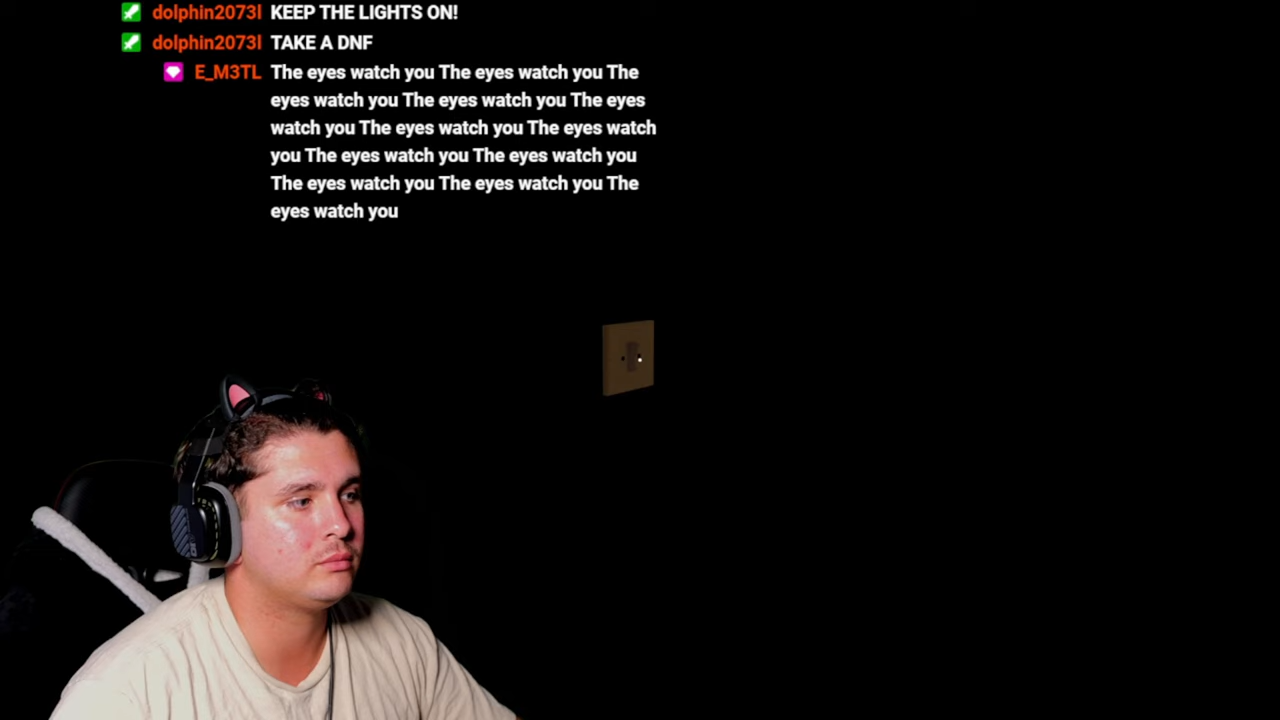 dolphin2073l KEEP THE LIGHTS ON!
dolphin2073l TAKE A DNF
E_M3TL The eyes watch you The eyes watch you The
eyes watch you The eyes watch you The eyes
watch you The eyes watch you The eyes watch
you The eyes watch you The eyes watch you
The eyes watch you The eyes watch you The
eyes watch you